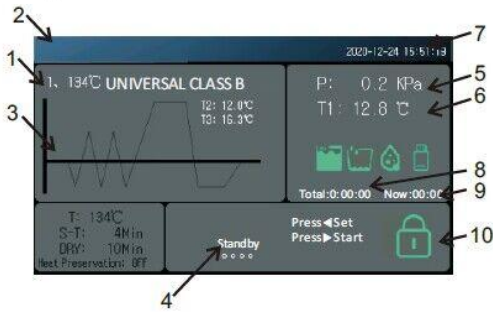 2
7
2020-12-24 15:51:19
1
1、134℃ UNIVERSAL CLASS B
T2: 12.0℃
T3: 16.3℃
3
P: 0.2 KPa
5
T1: 12.8 ℃
6
8
Total:0:00:00 Now:00:00
9
T: 134℃
S-T: 4Min
DRY: 10Min
Heat Preservation: OFF
Standby
4
Press◀Set
Press▶Start
10